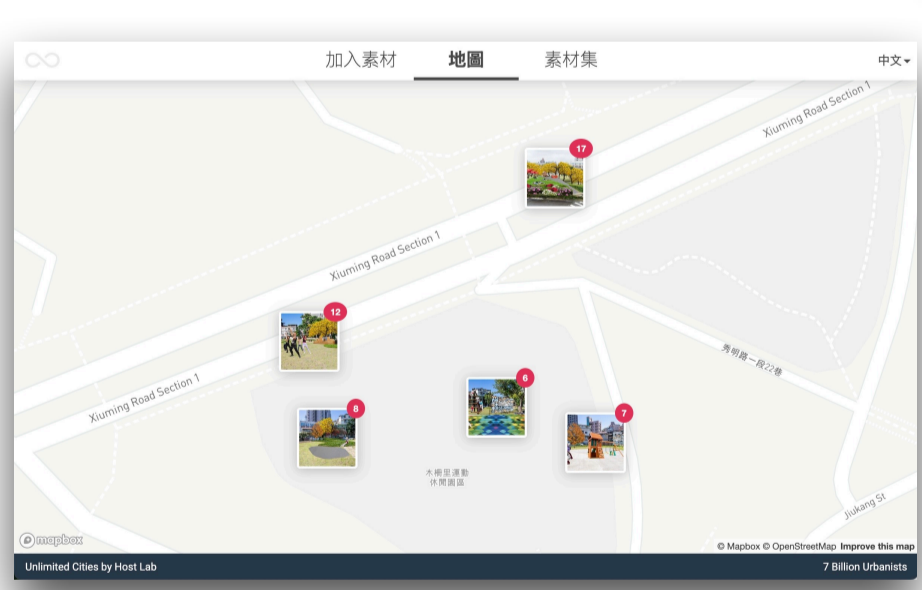 加入素材
地圖
素材集
中文
Xiuming Road Section 1
17
Xiuming Road Section 1
12
秀明路一段22巷
6
Xiuming Road Section 1
8
7
木柵里運動
休閒園區
Jiukang St
mapbox
© Mapbox © OpenStreetMap Improve this map
Unlimited Cities by Host Lab
7 Billion Urbanists